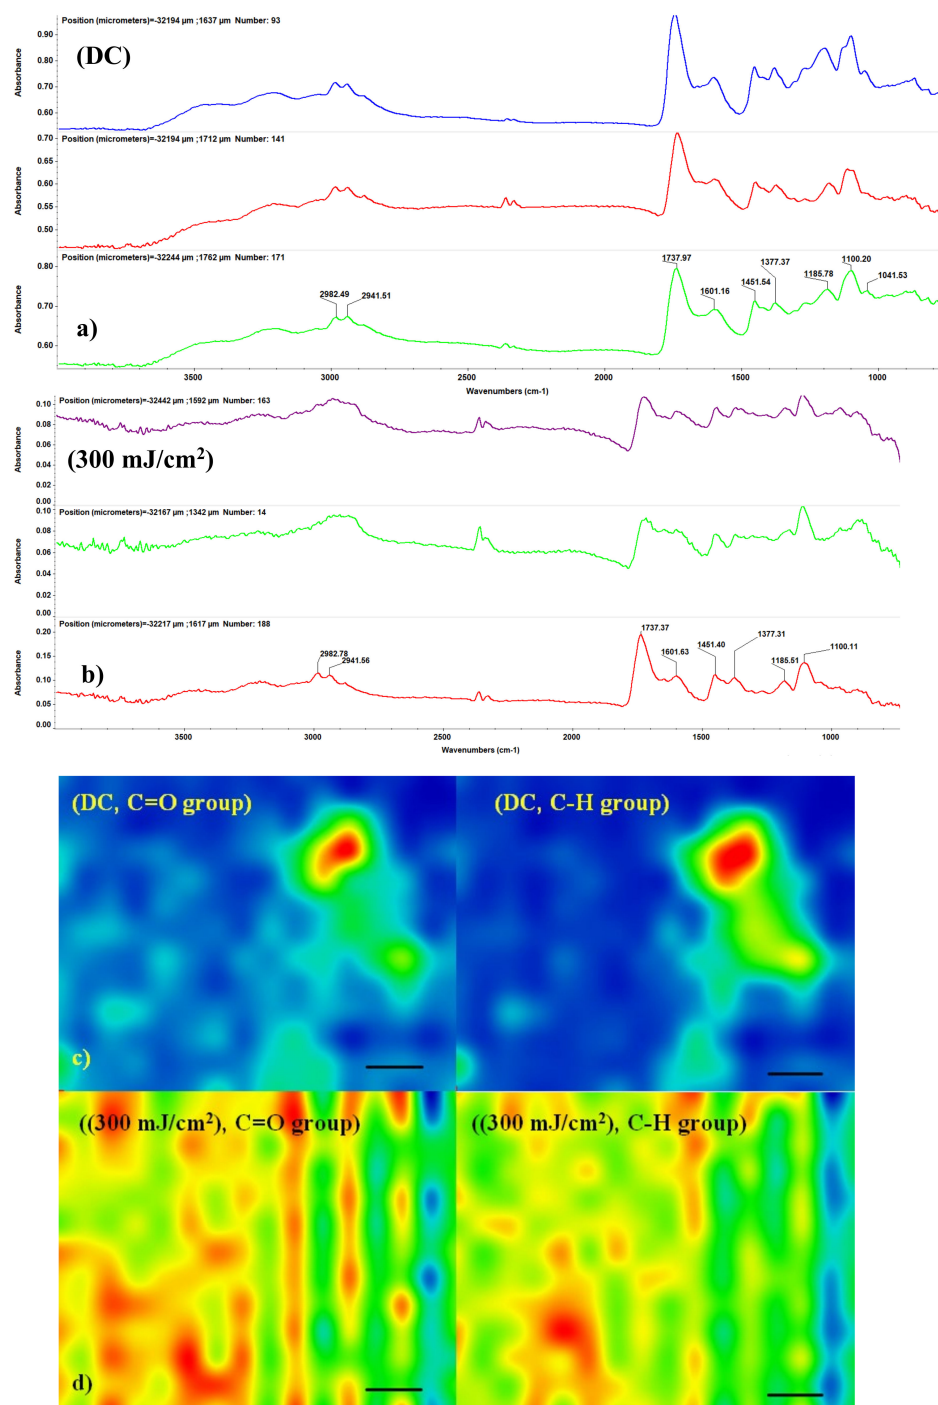 Position (micrometers)=-32194 µm ;1637 µm Number: 93
(DC)
0.90
0.80
0.70
0.60
Absorbance
Position (micrometers)=-32194 µm ;1712 µm Number: 141
0.70
0.65
0.60
0.55
0.50
Absorbance
Position (micrometers)=-32244 µm ;1762 µm Number: 171
0.80
0.70
0.60
Absorbance
a)
2982.49
2941.51
1737.97
1601.16
1451.54
1377.37
1185.78
1100.20
1041.53
3500 3000 2500 2000 1500 1000
Wavenumbers (cm-1)
Position (micrometers)=-32442 µm ;1592 µm Number: 163
(300 mJ/cm²)
0.10
0.08
0.06
0.04
0.02
0.00
Absorbance
Position (micrometers)=-32167 µm ;1342 µm Number: 14
0.10
0.08
0.06
0.04
0.02
0.00
Absorbance
Position (micrometers)=-32217 µm ;1617 µm Number: 188
0.20
0.15
0.10
0.05
0.00
Absorbance
b)
2982.78
2941.56
1737.37
1601.63
1451.40
1377.31
1185.51
1100.11
3500 3000 2500 2000 1500 1000
Wavenumbers (cm-1)
(DC, C=O group)
(DC, C-H group)
c)
((300 mJ/cm²), C=O group)
((300 mJ/cm²), C-H group)
d)